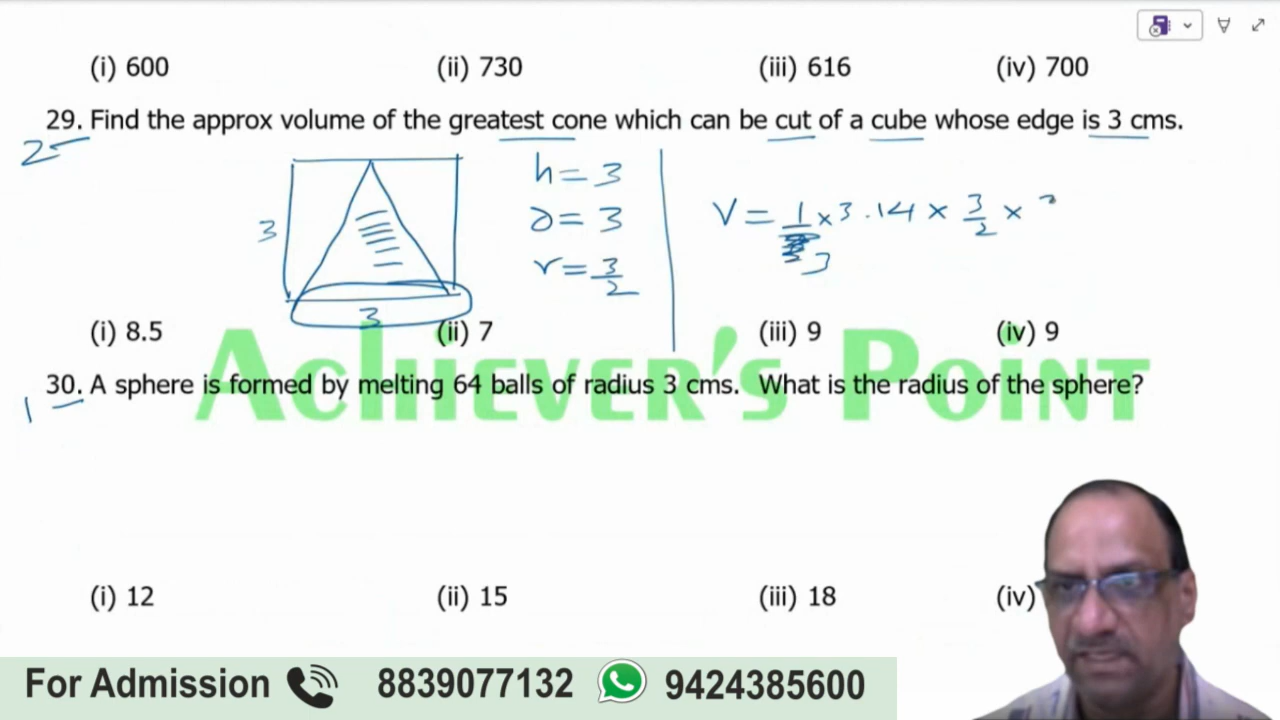 (i) 600 (ii) 730 (iii) 616 (iv) 700
29. Find the approx volume of the greatest cone which can be cut of a cube whose edge is 3 cms.
2
h = 3
3
∂ = 3
V = 1/3 × 3.14 × 3/2 ×
r = 3/2
3
(i) 8.5 (ii) 7 (iii) 9 (iv) 9
ACHIEVER'S POINT
30. A sphere is formed by melting 64 balls of radius 3 cms. What is the radius of the sphere?
1
(i) 12 (ii) 15 (iii) 18 (iv)
For Admission 8839077132 9424385600